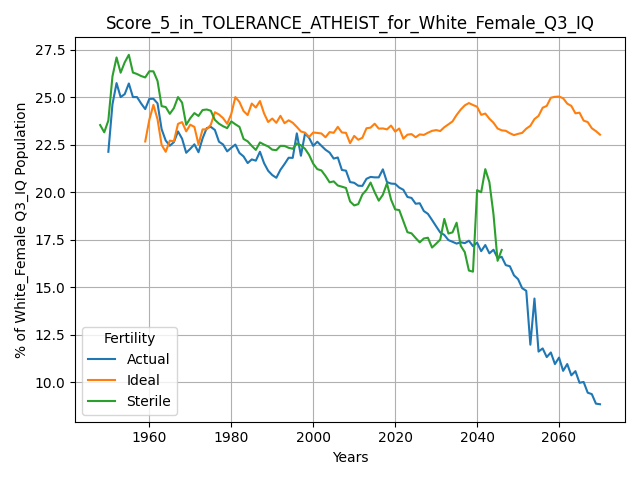 Score_5_in_TOLERANCE_ATHEIST_for_White_Female_Q3_IQ
% of White_Female Q3_IQ Population
27.5
25.0
22.5
20.0
17.5
15.0
12.5
10.0
Fertility
Actual
Ideal
Sterile
1960
1980
2000
2020
2040
2060
Years